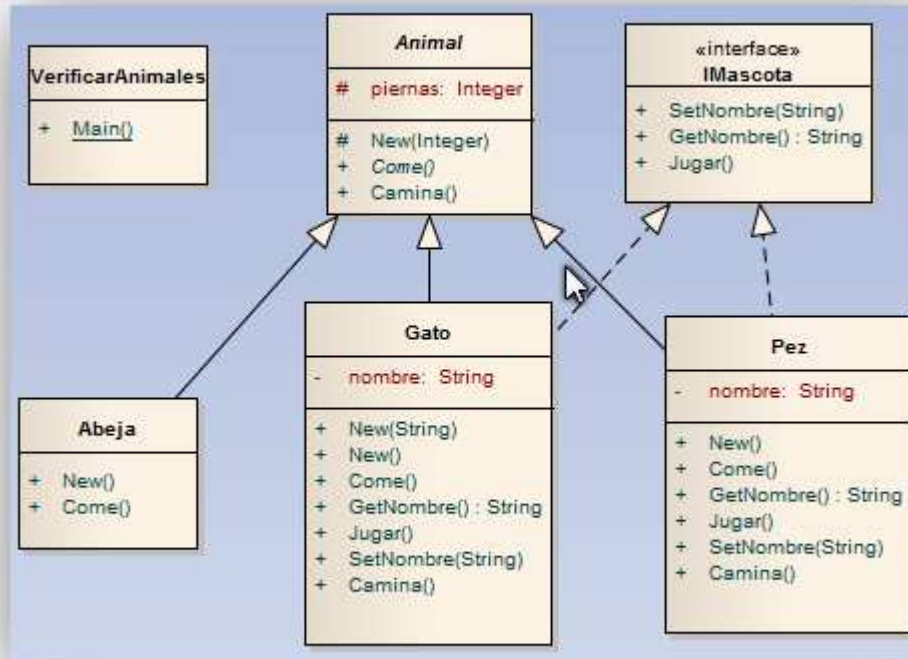 VerificarAnimales
+ Main()
Animal
# piernas: Integer
# New(Integer)
+ Come()
+ Camina()
«interface»
IMascota
+ SetNombre(String)
+ GetNombre() : String
+ Jugar()
Abeja
+ New()
+ Come()
Gato
- nombre: String
+ New(String)
+ New()
+ Come()
+ GetNombre() : String
+ Jugar()
+ SetNombre(String)
+ Camina()
Pez
- nombre: String
+ New()
+ Come()
+ GetNombre() : String
+ Jugar()
+ SetNombre(String)
+ Camina()